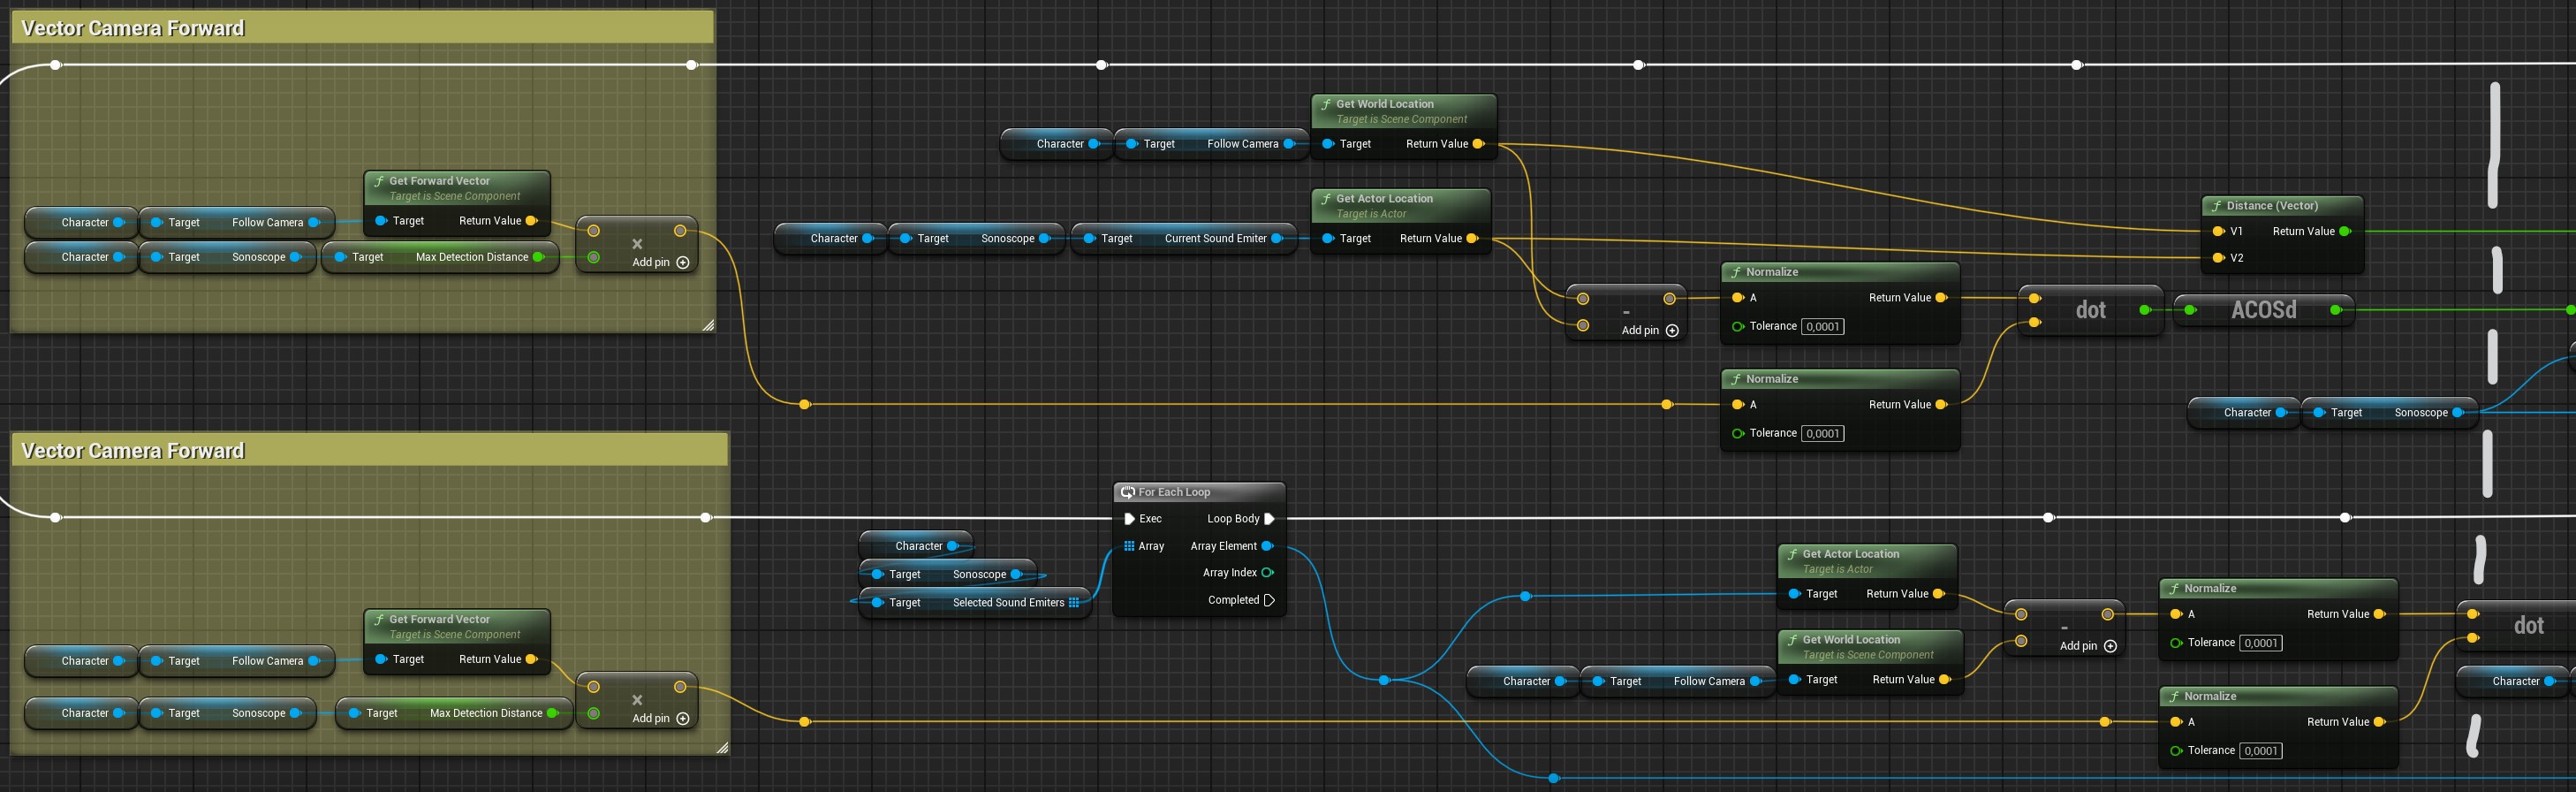 Vector Camera Forward
Get World Location
Target is Scene Component
Character Target Follow Camera Target Return Value
Get Forward Vector
Target is Scene Component
Character Target Follow Camera Target Return Value
Character Target Sonoscope Target Max Detection Distance
×
Add pin
Get Actor Location
Target is Actor
Character Target Sonoscope Target Current Sound Emiter Target Return Value
Distance (Vector)
V1 Return Value
V2
-
Add pin
Normalize
A Return Value
Tolerance 0,0001
dot
ACOSd
Normalize
A Return Value
Tolerance 0,0001
Character Target Sonoscope
Vector Camera Forward
For Each Loop
Exec Loop Body
Array Array Element
Array Index
Completed
Character
Target Sonoscope
Target Selected Sound Emiters
Get Forward Vector
Target is Scene Component
Character Target Follow Camera Target Return Value
Character Target Sonoscope Target Max Detection Distance
×
Add pin
Get Actor Location
Target is Actor
Target Return Value
Get World Location
Target is Scene Component
Character Target Follow Camera Target Return Value
-
Add pin
Normalize
A Return Value
Tolerance 0,0001
dot
Character
Normalize
A Return Value
Tolerance 0,0001